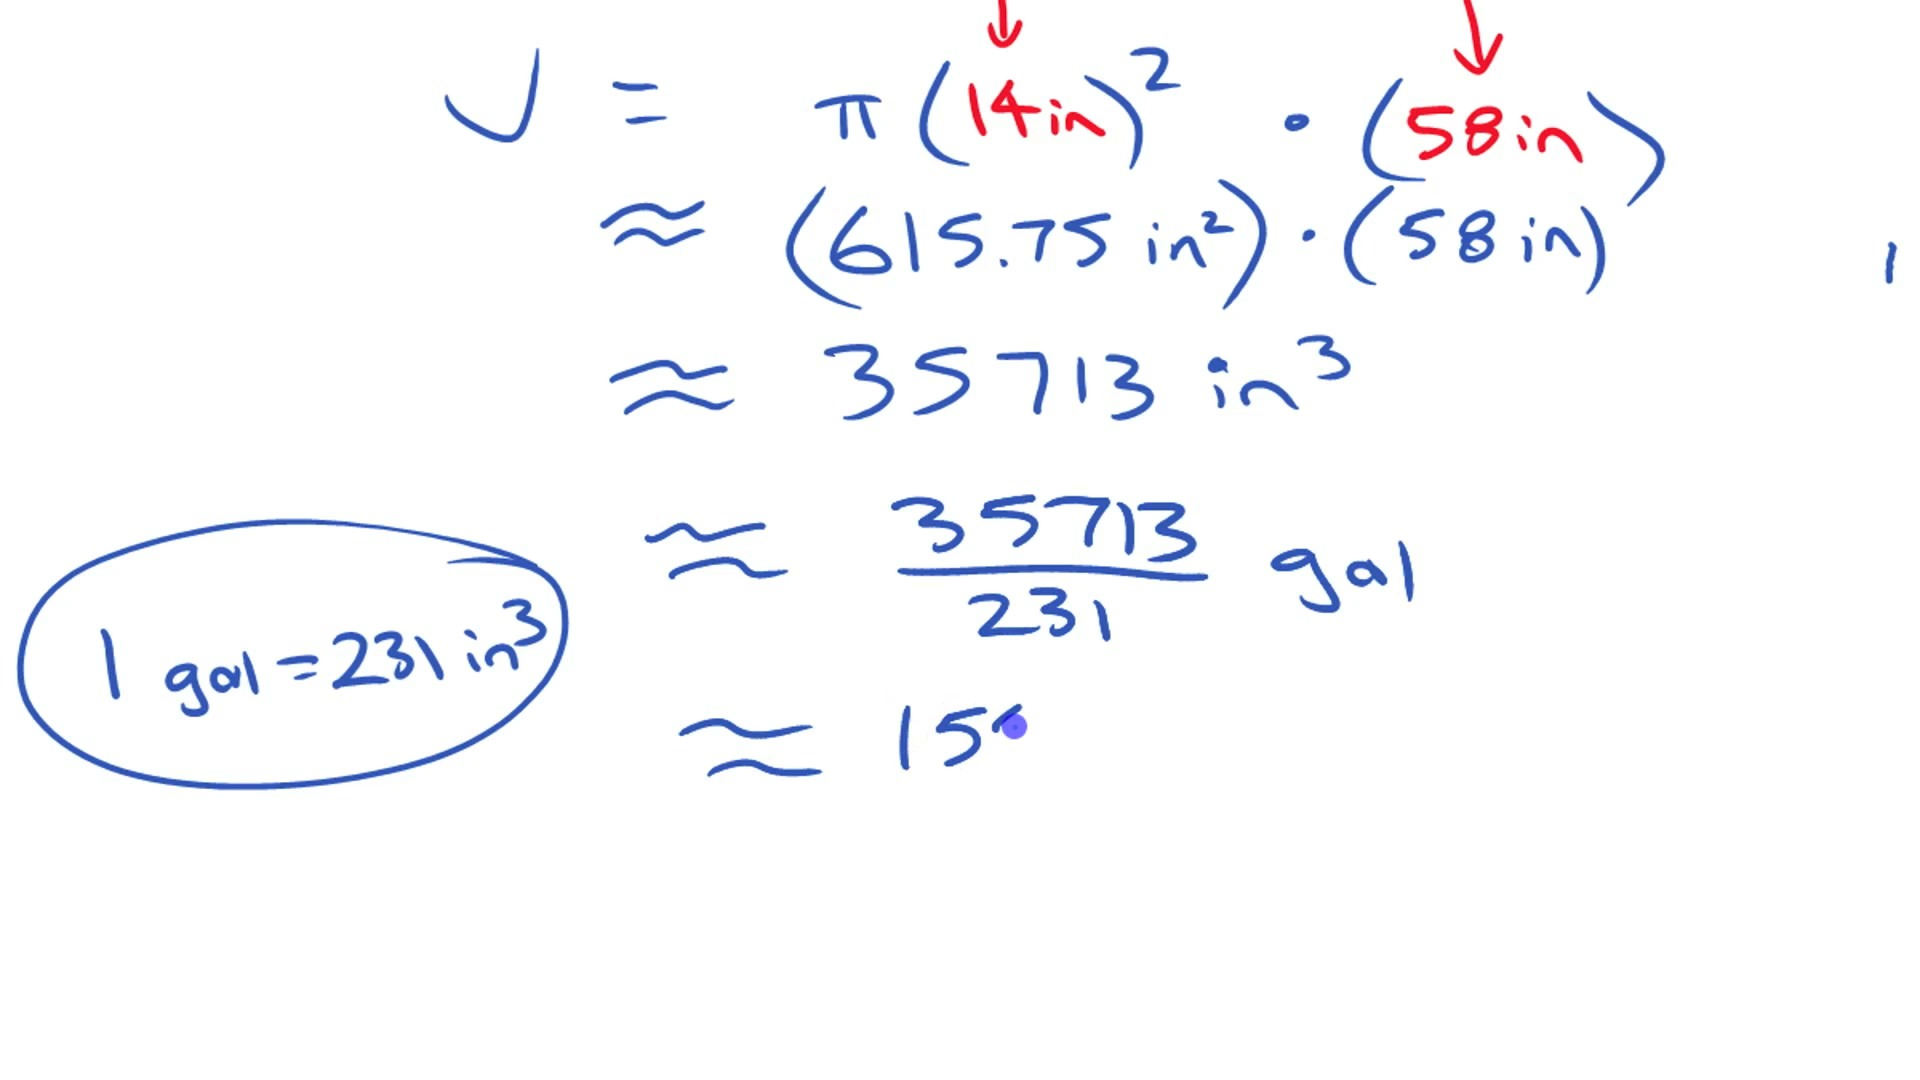 V = π (14in)² · (58in)
≈ (615.75 in²) · (58 in)
≈ 35713 in³
≈ 35713/231 gal
1 gal = 231 in³
≈ 15